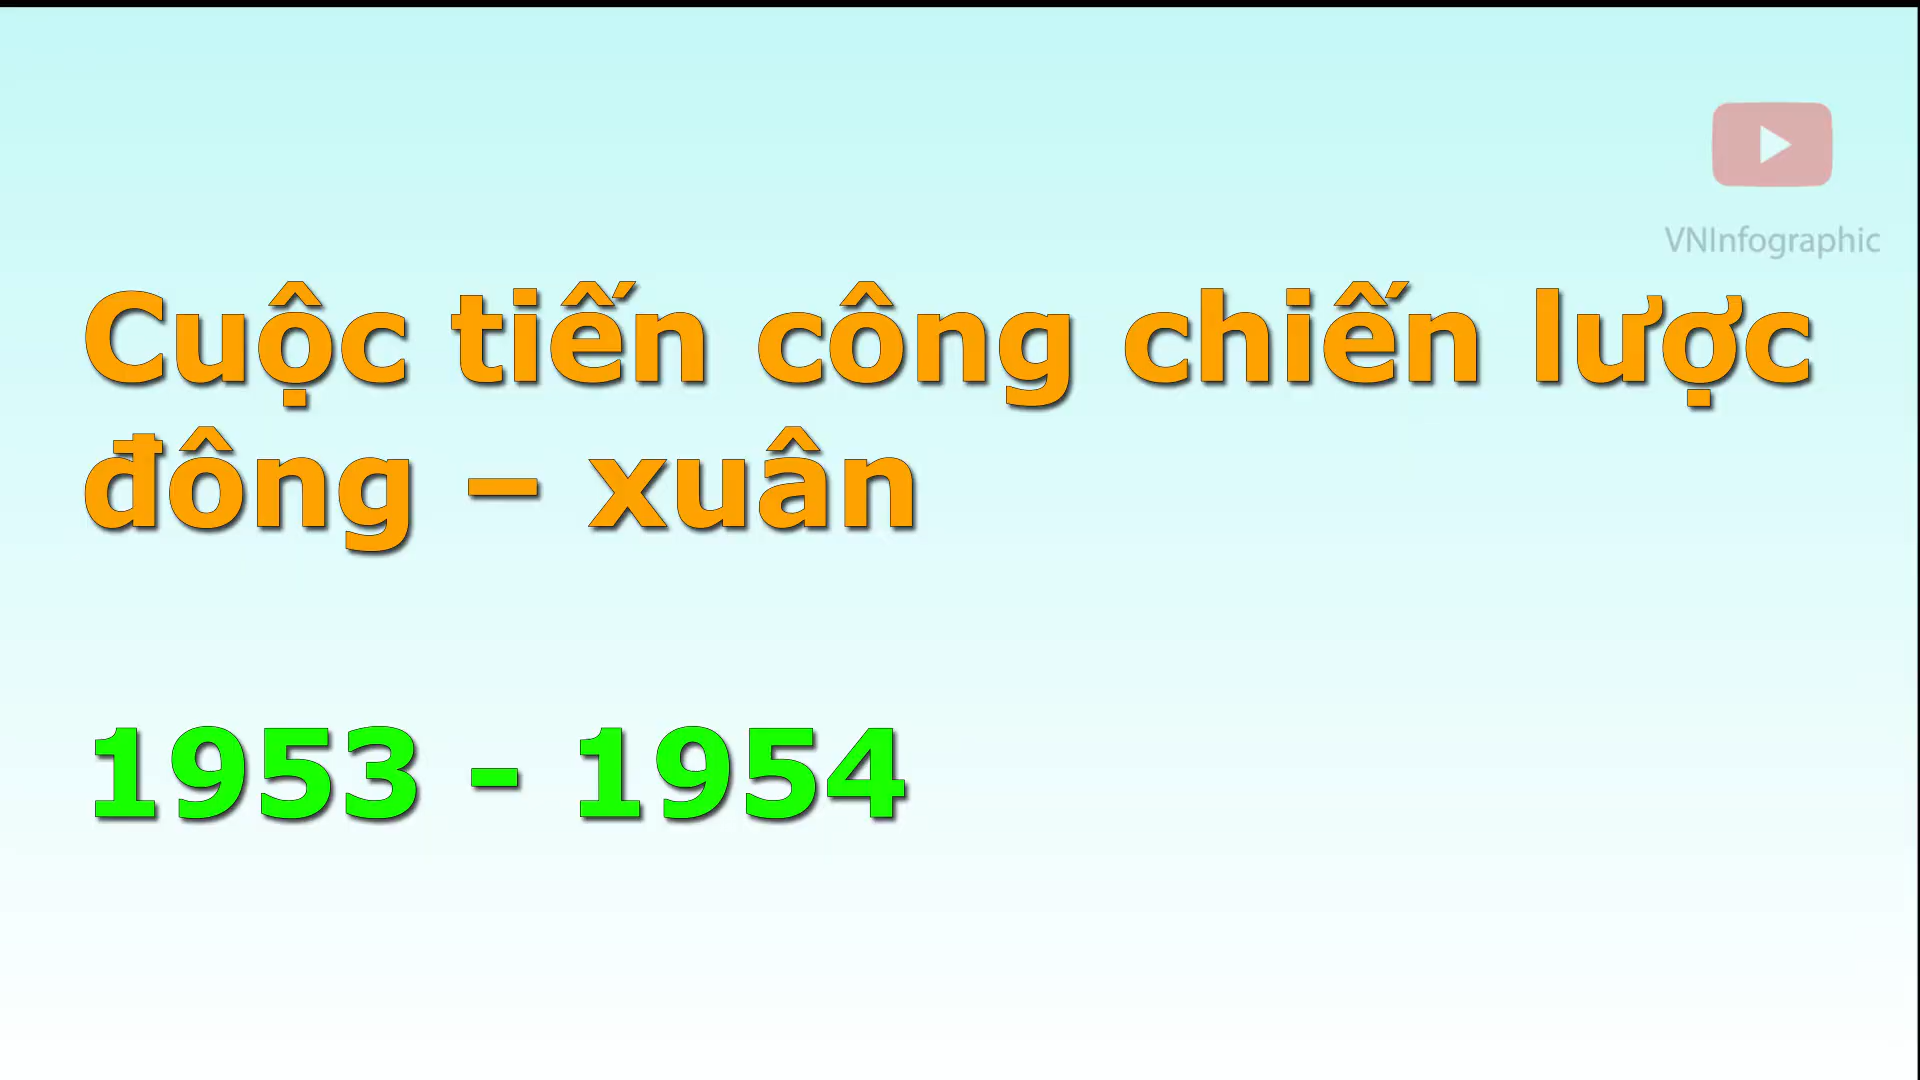 VNInfographic
Cuộc tiến công chiến lược
đông – xuân
1953 - 1954